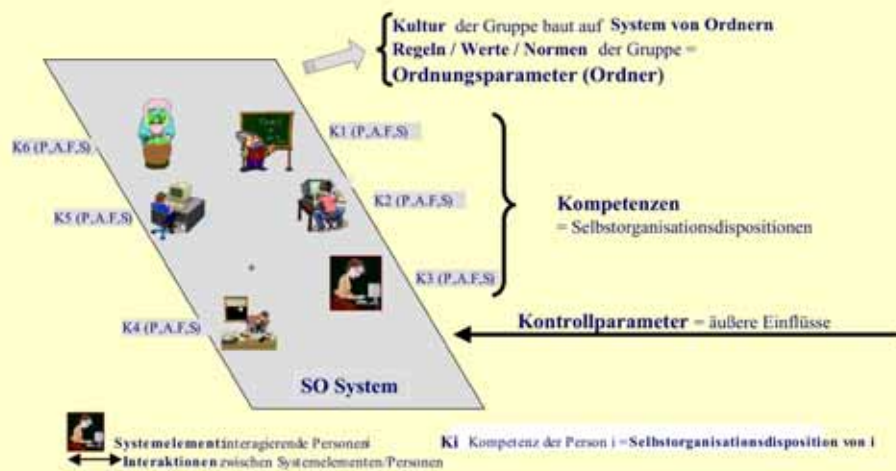 Kultur der Gruppe baut auf System von Ordnern
Regeln / Werte / Normen der Gruppe =
Ordnungsparameter (Ordner)
K1 (P,A.F,S)
K6 (P,A.F,S)
K2 (P,A.F,S)
K5 (P,A.F,S)
Kompetenzen
= Selbstorganisationsdispositionen
K3 (P,A.F,S)
K4 (P,A.F,S)
Kontrollparameter = äußere Einflüsse
SO System
Systemelement:interagierende Personeni
Ki Kompetenz der Person i = Selbstorganisationsdisposition von i
Interaktionen zwischen Systemelementen/Personen